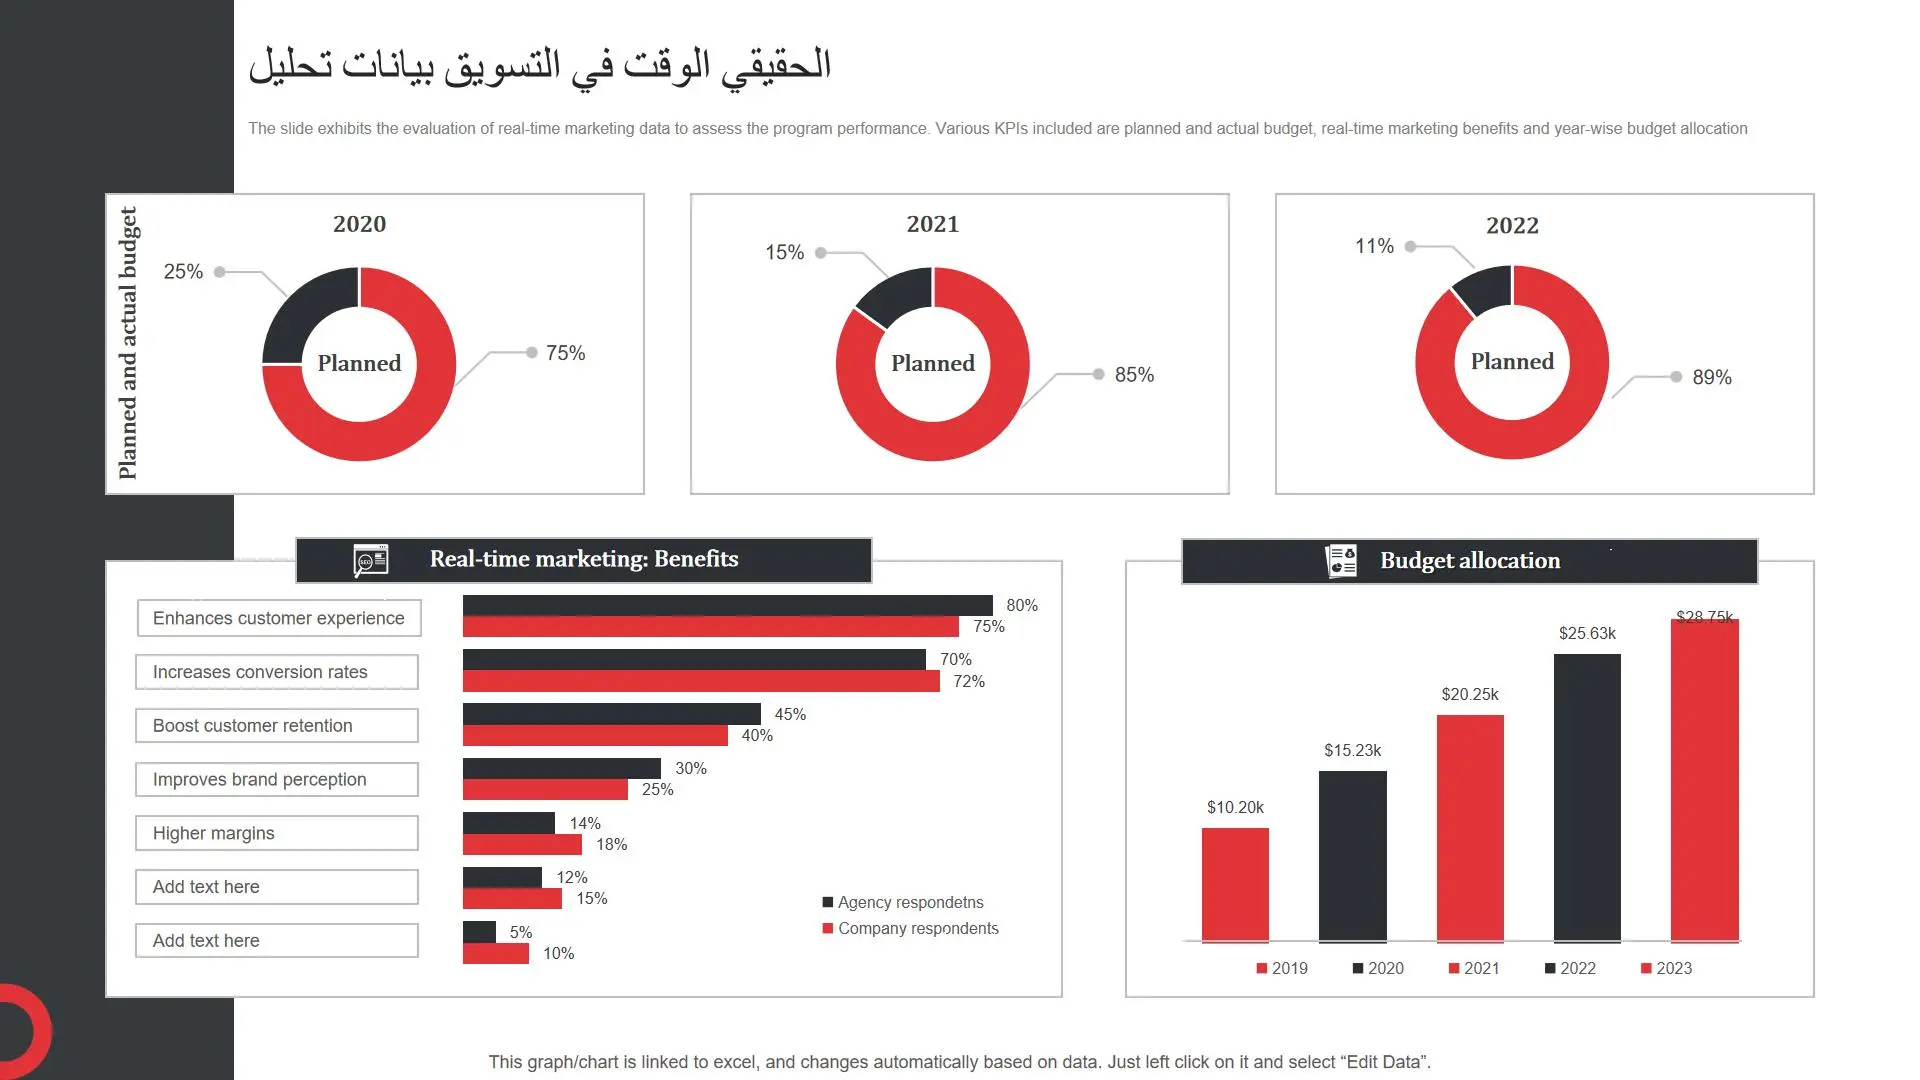 الحقيقي الوقت في التسويق بيانات تحليل
The slide exhibits the evaluation of real-time marketing data to assess the program performance. Various KPIs included are planned and actual budget, real-time marketing benefits and year-wise budget allocation
Planned and actual budget
2020
25%
Planned
75%
2021
15%
Planned
85%
2022
11%
Planned
89%
SEO
Real-time marketing: Benefits
Enhances customer experience
80%
75%
Increases conversion rates
70%
72%
Boost customer retention
45%
40%
Improves brand perception
30%
25%
Higher margins
14%
18%
Add text here
12%
15%
Add text here
5%
10%
Agency respondetns
Company respondents
Budget allocation
$10.20k
$15.23k
$20.25k
$25.63k
$28.75k
2019 2020 2021 2022 2023
This graph/chart is linked to excel, and changes automatically based on data. Just left click on it and select “Edit Data”.